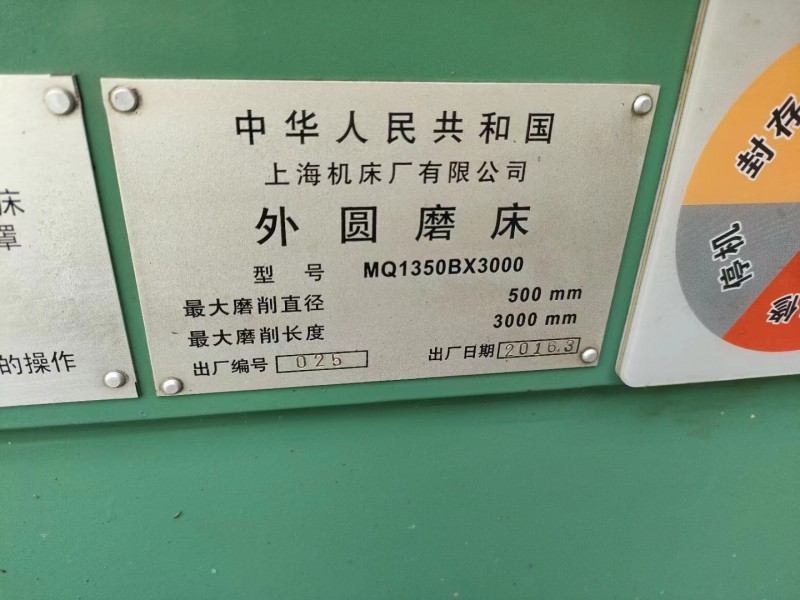 床
罩
的操作
中华人民共和国
上海机床厂有限公司
外圆磨床
型号 MQ1350BX3000
最大磨削直径 500 mm
最大磨削长度 3000 mm
出厂编号 025 出厂日期 2016.3
封存
停机
修